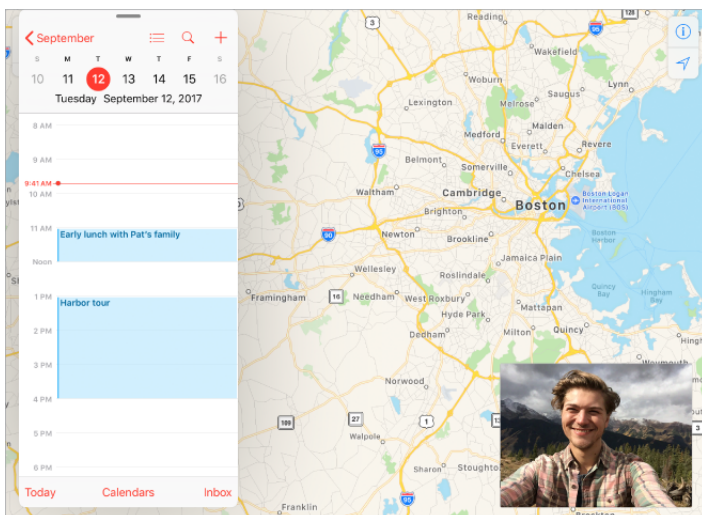 September
S M T W T F S
10 11 12 13 14 15 16
Tuesday September 12, 2017
8 AM
9 AM
9:41 AM
10 AM
11 AM
Early lunch with Pat's family
Noon
1 PM
Harbor tour
2 PM
3 PM
4 PM
5 PM
6 PM
Today Calendars Inbox
Reading
3
128
Wakefield
Woburn
Lynn
Saugus
Lexington
Melrose
Malden
Medford
Everett
Revere
95
Belmont
Somerville
Chelsea
Waltham
Cambridge
Boston
Boston Logan
International
Airport (BOS)
Brighton
90
Newton
Brookline
Boston
Harbor
Jamaica Plain
Wellesley
Roslindale
Quincy
Bay
Hingham
Bay
Framingham
16
Needham
West Roxbury
Hyde Park
Mattapan
Dedham
Milton
Quincy
Norwood
109
27
1
Walpole
3
Sharon
95
Franklin